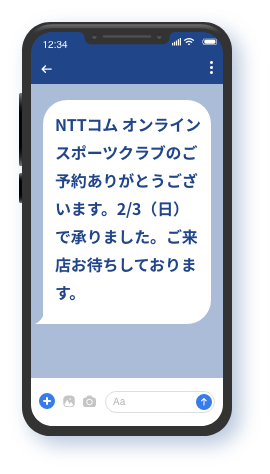 12:34
NTTコム オンライン
スポーツクラブのご
予約ありがとうござ
います。2/3（日）
で承りました。ご来
店お待ちしておりま
す。
Aa